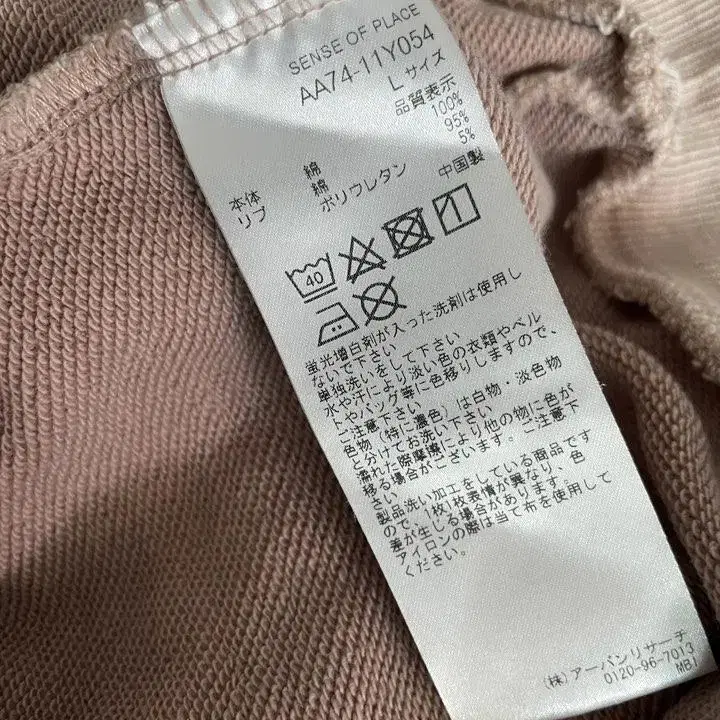 SENSE OF PLACE
AA74-11Y054
L サイズ
品質表示
本体 綿 100%
リブ 綿 95%
ポリウレタン 5%
中国製
40
蛍光増白剤が入った洗剤は使用し
ないで下さい
単独洗いをして下さい
水や汗により淡い色の衣類やベル
トやバッグ等に色移りしますので、
ご注意下さい
色物（特に濃色）は白物・淡色物
と分けてお洗い下さい
濡れた際摩擦により他の物に色が
移る場合がございます。ご注意下
さい
製品洗い加工をしている商品です
ので、1枚1枚表情が異なり、色
差が生じる場合があります。
アイロンの際は当て布を使用して
ください。
(株)アーバンリサーチ
0120-96-7013
MB1